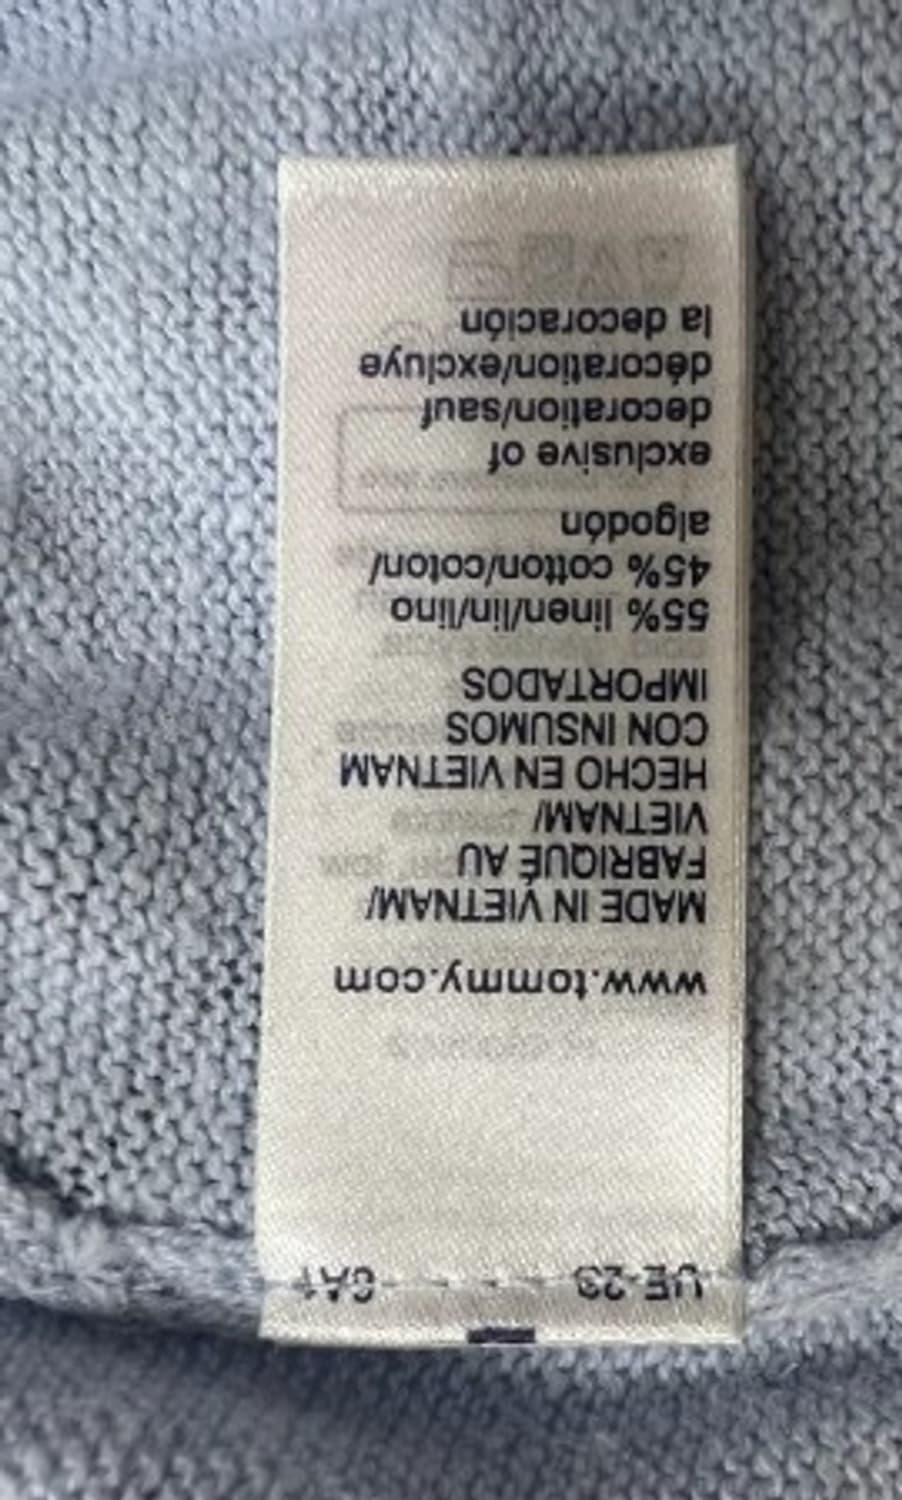 UE-23 CA1
www.tommy.com
MADE IN VIETNAM/
FABRIQUÉ AU
VIETNAM/
HECHO EN VIETNAM
CON INSUMOS
IMPORTADOS
55% linen/lin/lino
45% cotton/coton/
algodón
exclusive of
decoration/sauf
décoration/excluye
la decoración